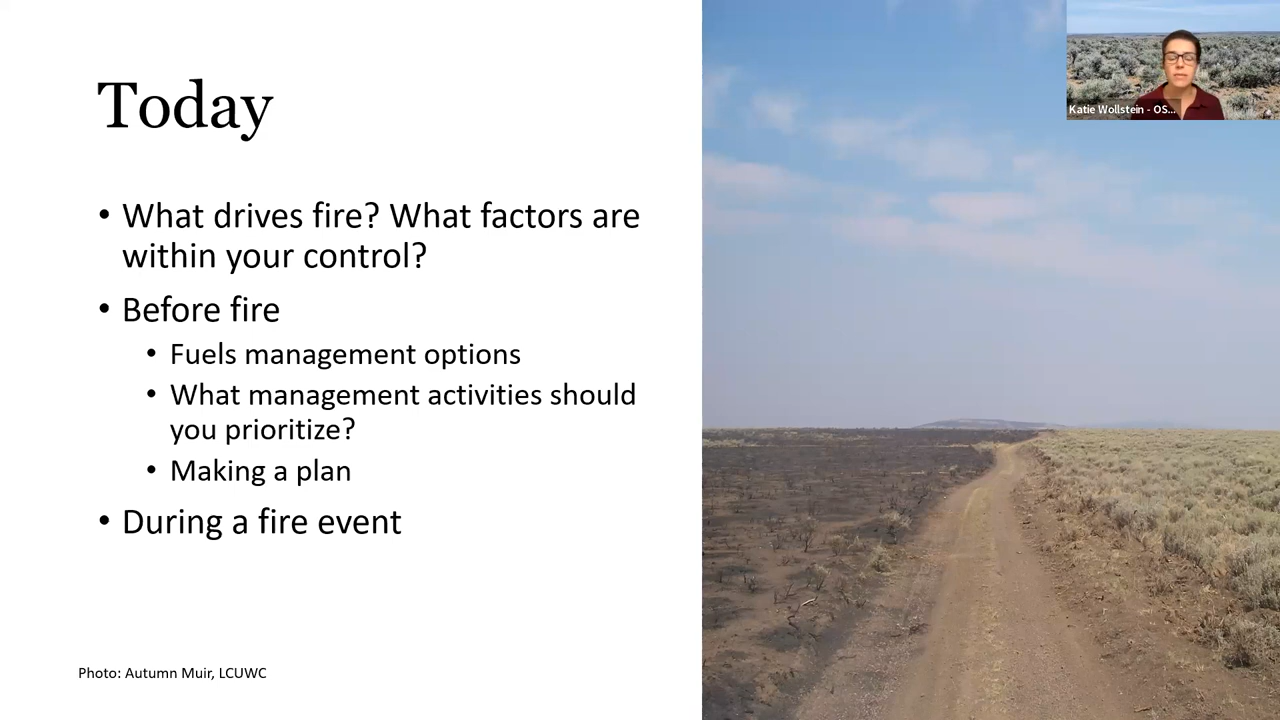 Today
• What drives fire? What factors are
within your control?
• Before fire
• Fuels management options
• What management activities should
you prioritize?
• Making a plan
• During a fire event
Photo: Autumn Muir, LCUWC
Katie Wollstein - OS...